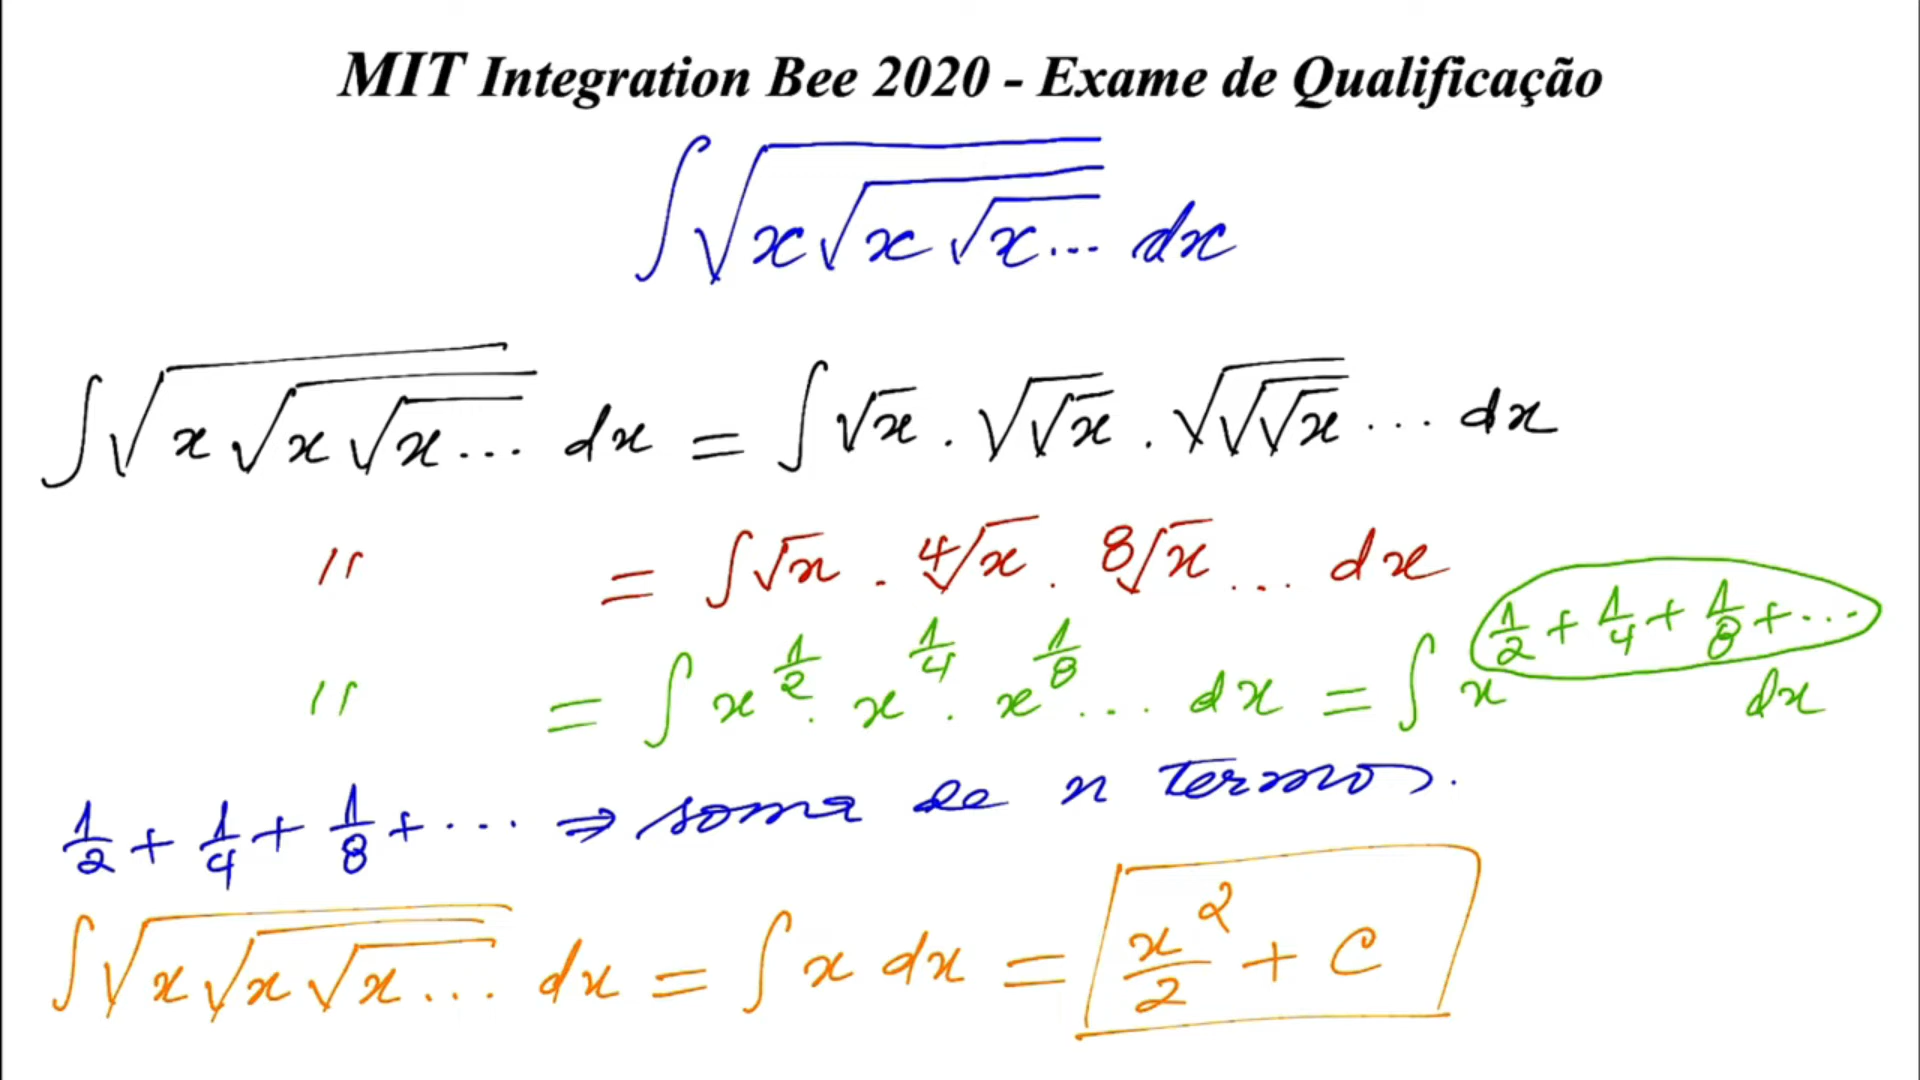 MIT Integration Bee 2020 - Exame de Qualificação
∫√(x√(x√(x...))) dx
∫√(x√(x√(x...))) dx = ∫√x . √√x . √√√x ... dx
" = ∫√x . ⁴√x . ⁸√x ... dx
" = ∫ x^(1/2) . x^(1/4) . x^(1/8) ... dx = ∫ x^(1/2 + 1/4 + 1/8 + ...) dx
1/2 + 1/4 + 1/8 + ... ⇒ soma de n termos.
∫√(x√(x√(x...))) dx = ∫ x dx = x²/2 + C